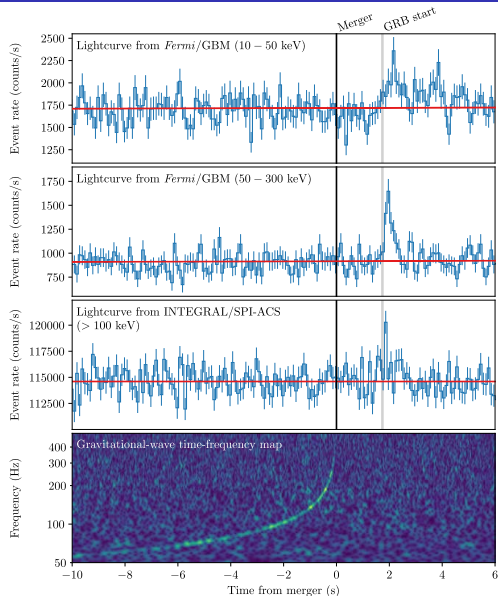 Merger
GRB start
Lightcurve from Fermi/GBM (10 − 50 keV)
Event rate (counts/s)
2500
2250
2000
1750
1500
1250
Lightcurve from Fermi/GBM (50 − 300 keV)
Event rate (counts/s)
1750
1500
1250
1000
750
Lightcurve from INTEGRAL/SPI-ACS
(> 100 keV)
Event rate (counts/s)
120000
117500
115000
112500
Gravitational-wave time-frequency map
Frequency (Hz)
400
300
200
100
50
−10 −8 −6 −4 −2 0 2 4 6
Time from merger (s)